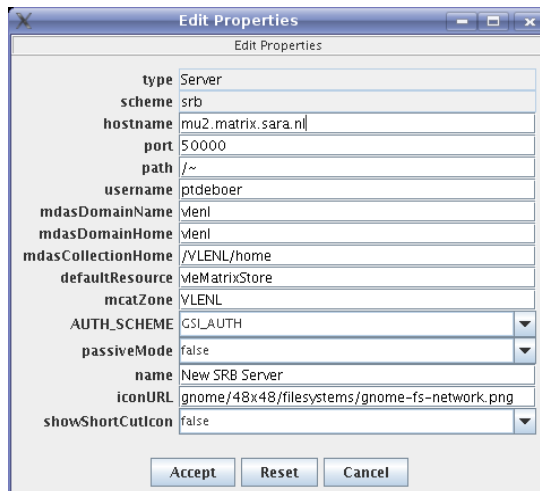 Edit Properties
Edit Properties
type Server
scheme srb
hostname mu2.matrix.sara.nl
port 50000
path /~
username ptdeboer
mdasDomainName vlenl
mdasDomainHome vlenl
mdasCollectionHome /VLENL/home
defaultResource vleMatrixStore
mcatZone VLENL
AUTH_SCHEME GSI_AUTH
passiveMode false
name New SRB Server
iconURL gnome/48x48/filesystems/gnome-fs-network.png
showShortCutIcon false
Accept Reset Cancel